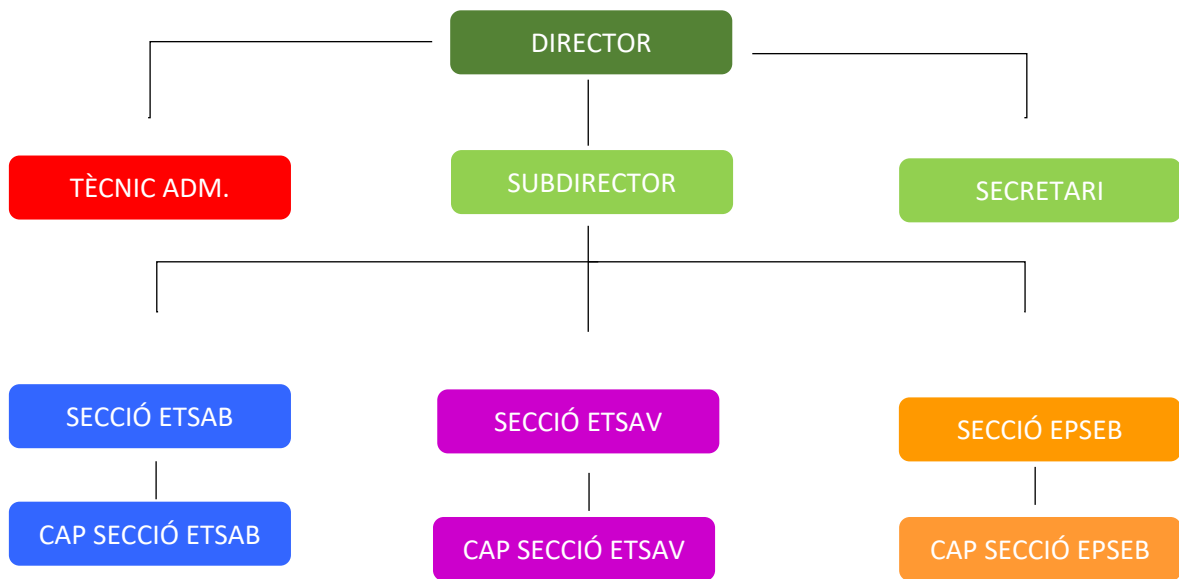 DIRECTOR
TÈCNIC ADM.
SUBDIRECTOR
SECRETARI
SECCIÓ ETSAB
SECCIÓ ETSAV
SECCIÓ EPSEB
CAP SECCIÓ ETSAB
CAP SECCIÓ ETSAV
CAP SECCIÓ EPSEB